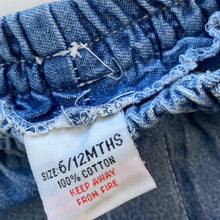 SIZE: 6/12MTHS
100% COTTON
KEEP AWAY
FROM FIRE